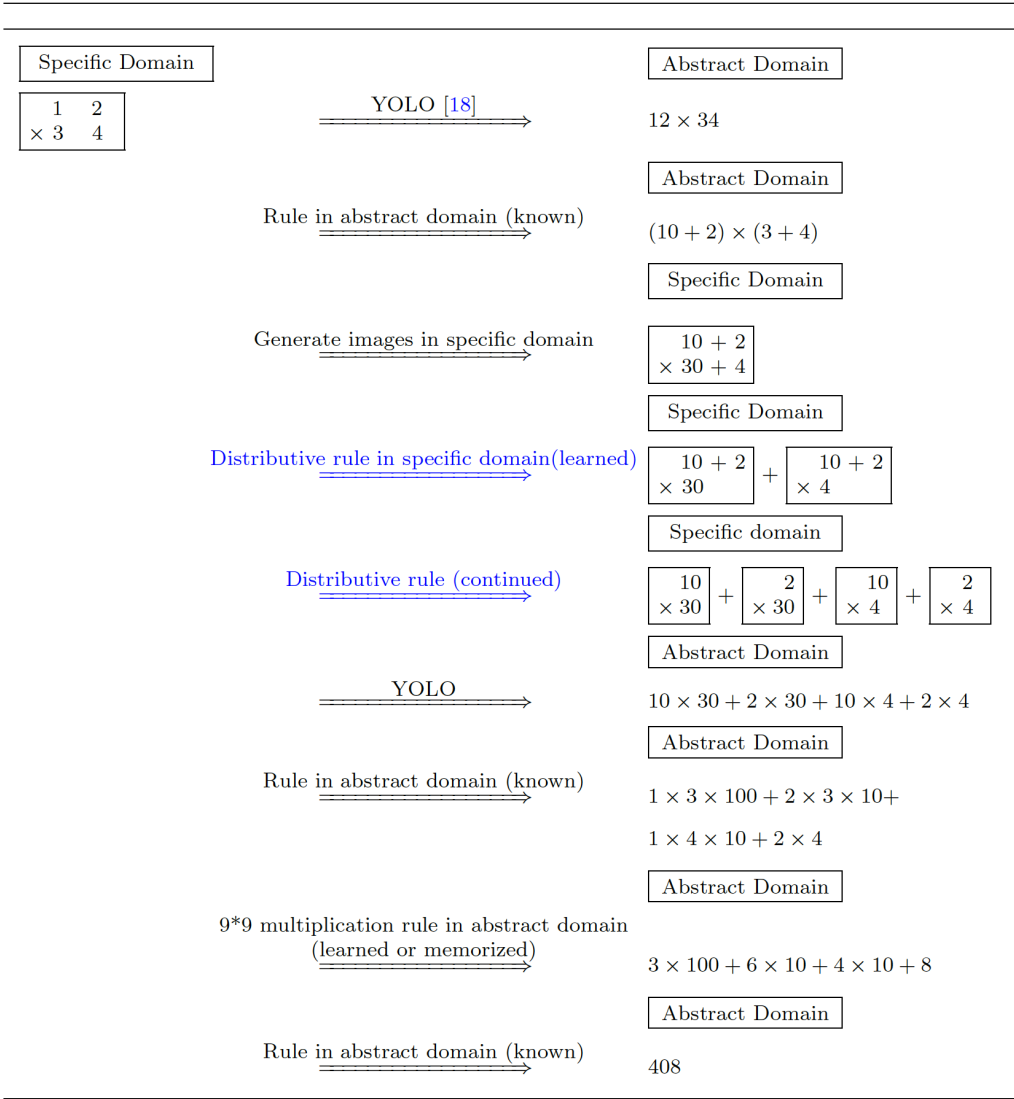 Specific Domain
Abstract Domain
1 2
× 3 4
YOLO [18]
12 × 34
Abstract Domain
Rule in abstract domain (known)
(10 + 2) × (3 + 4)
Specific Domain
Generate images in specific domain
10 + 2
× 30 + 4
Specific Domain
Distributive rule in specific domain(learned)
10 + 2 10 + 2
× 30 + × 4
Specific domain
Distributive rule (continued)
10 2 10 2
× 30 + × 30 + × 4 + × 4
Abstract Domain
YOLO
10 × 30 + 2 × 30 + 10 × 4 + 2 × 4
Abstract Domain
Rule in abstract domain (known)
1 × 3 × 100 + 2 × 3 × 10+
1 × 4 × 10 + 2 × 4
Abstract Domain
9*9 multiplication rule in abstract domain
(learned or memorized)
3 × 100 + 6 × 10 + 4 × 10 + 8
Abstract Domain
Rule in abstract domain (known)
408